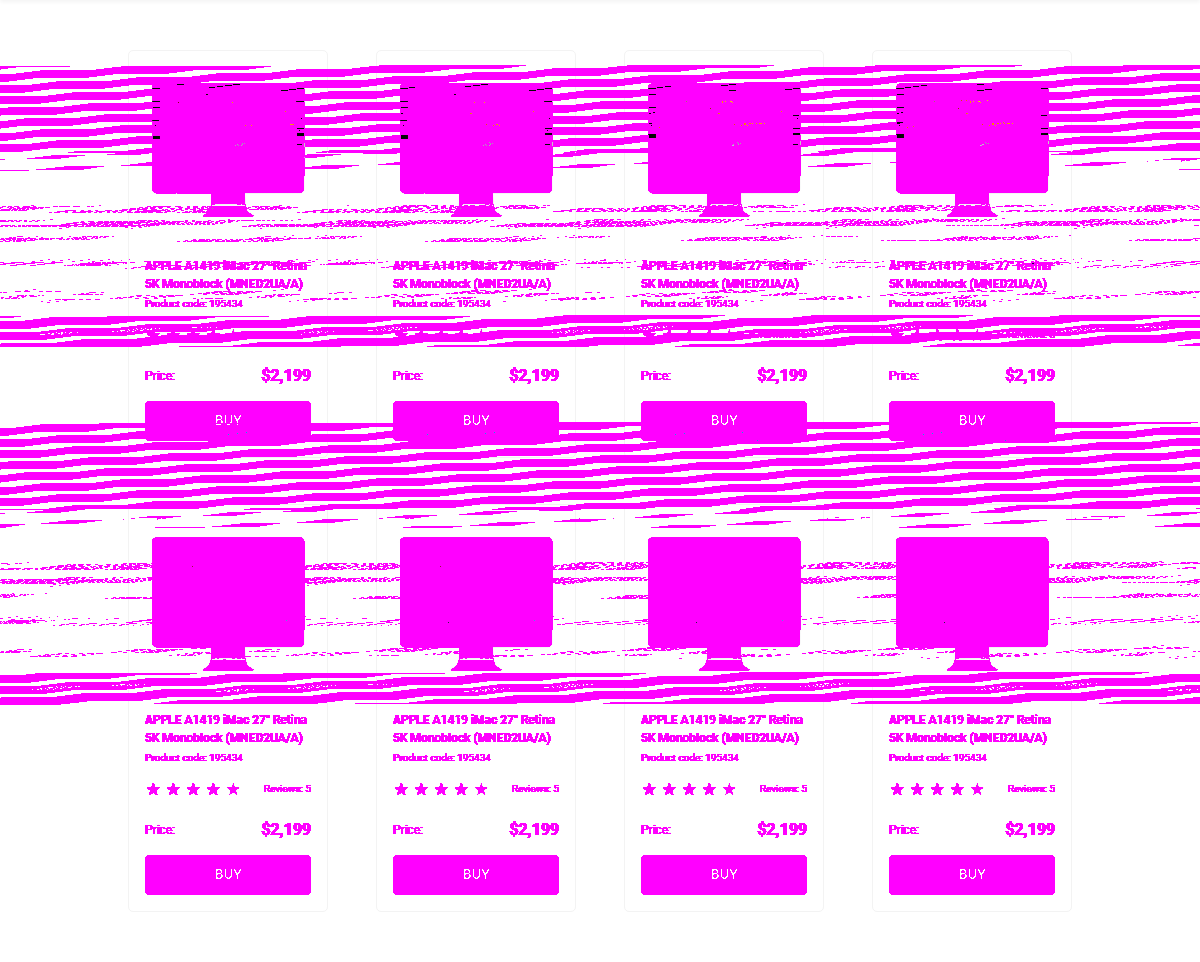 APPLE A1419 iMac 27" Retina
5K Monoblock (MNED2UA/A)
Product code: 195434
Price:
$2,199
BUY
APPLE A1419 iMac 27" Retina
5K Monoblock (MNED2UA/A)
Product code: 195434
Price:
$2,199
BUY
APPLE A1419 iMac 27" Retina
5K Monoblock (MNED2UA/A)
Product code: 195434
Price:
$2,199
BUY
APPLE A1419 iMac 27" Retina
5K Monoblock (MNED2UA/A)
Product code: 195434
Price:
$2,199
BUY
APPLE A1419 iMac 27" Retina
5K Monoblock (MNED2UA/A)
Product code: 195434
Reviews: 5
Price:
$2,199
BUY
APPLE A1419 iMac 27" Retina
5K Monoblock (MNED2UA/A)
Product code: 195434
Reviews: 5
Price:
$2,199
BUY
APPLE A1419 iMac 27" Retina
5K Monoblock (MNED2UA/A)
Product code: 195434
Reviews: 5
Price:
$2,199
BUY
APPLE A1419 iMac 27" Retina
5K Monoblock (MNED2UA/A)
Product code: 195434
Reviews: 5
Price:
$2,199
BUY